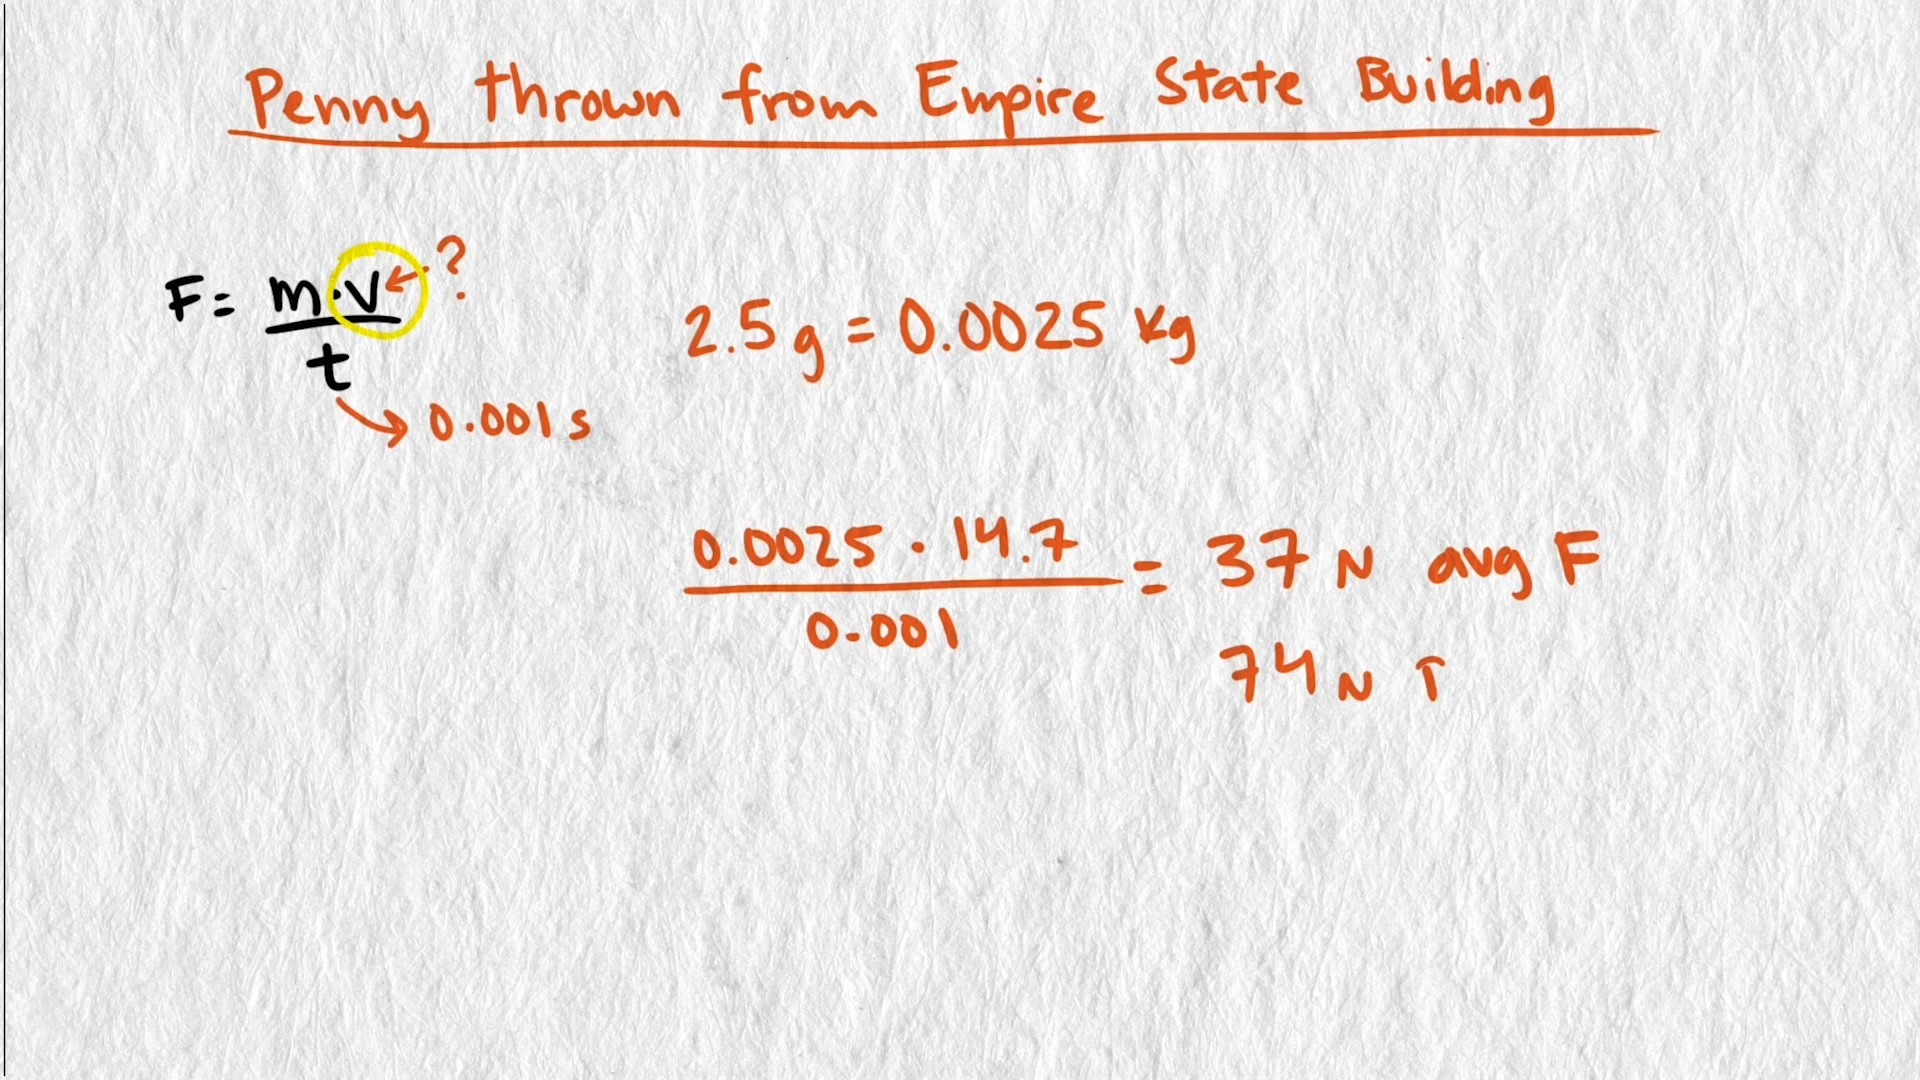 Penny thrown from Empire State Building
F = m · v ?
t
0.001 s
2.5 g = 0.0025 kg
0.0025 · 14.7
0.001
= 37 N avg F
74 N